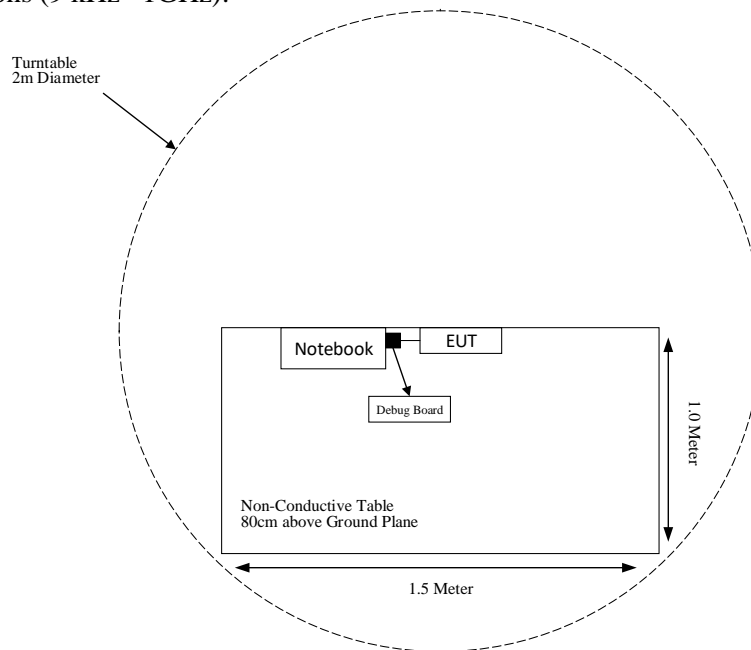 (9 kHz - 1GHz).
Turntable
2m Diameter
Notebook
EUT
Debug Board
1.0 Meter
Non-Conductive Table
80cm above Ground Plane
1.5 Meter